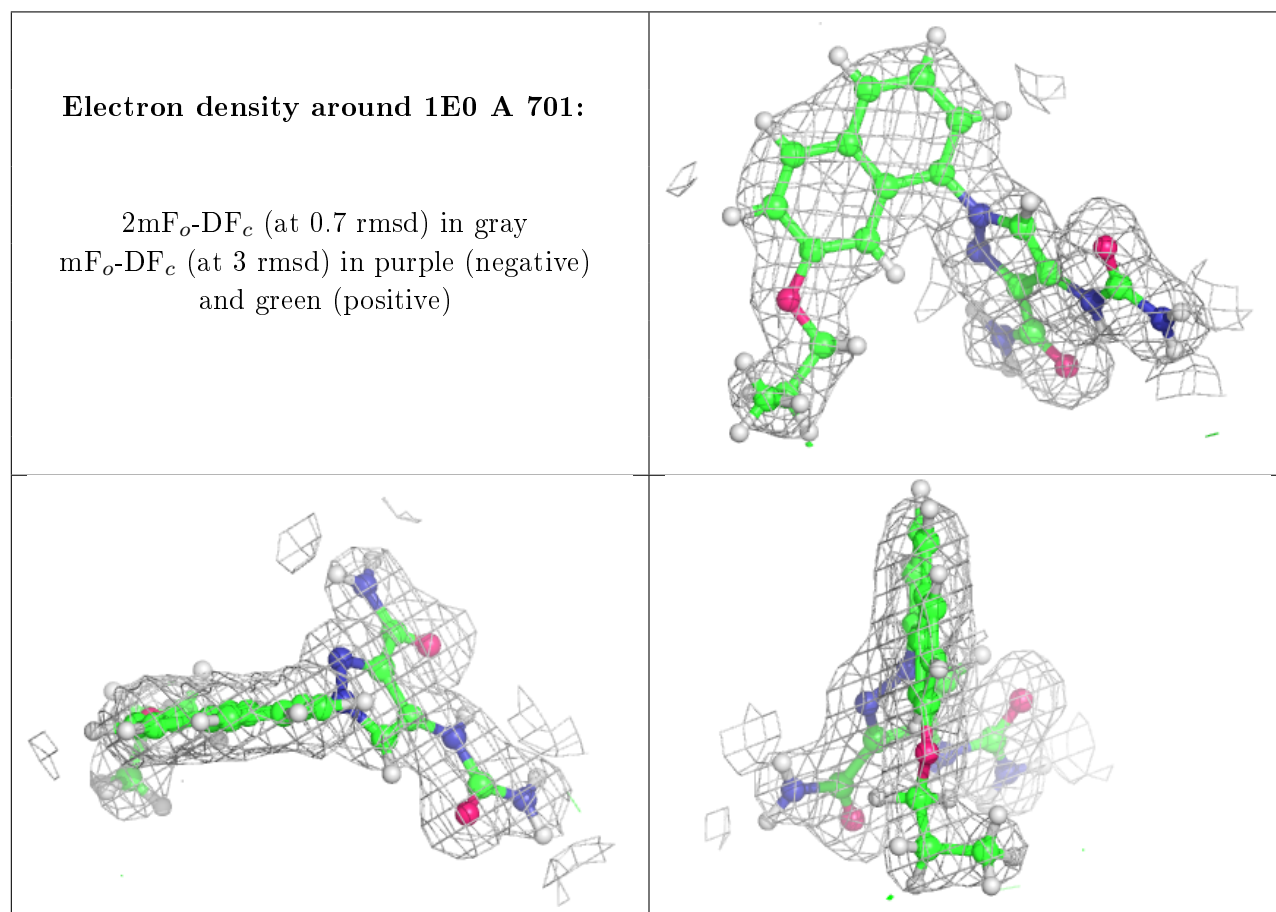 Electron density around 1E0 A 701:
2mFₒ-DF𝒸 (at 0.7 rmsd) in gray
mFₒ-DF𝒸 (at 3 rmsd) in purple (negative)
and green (positive)